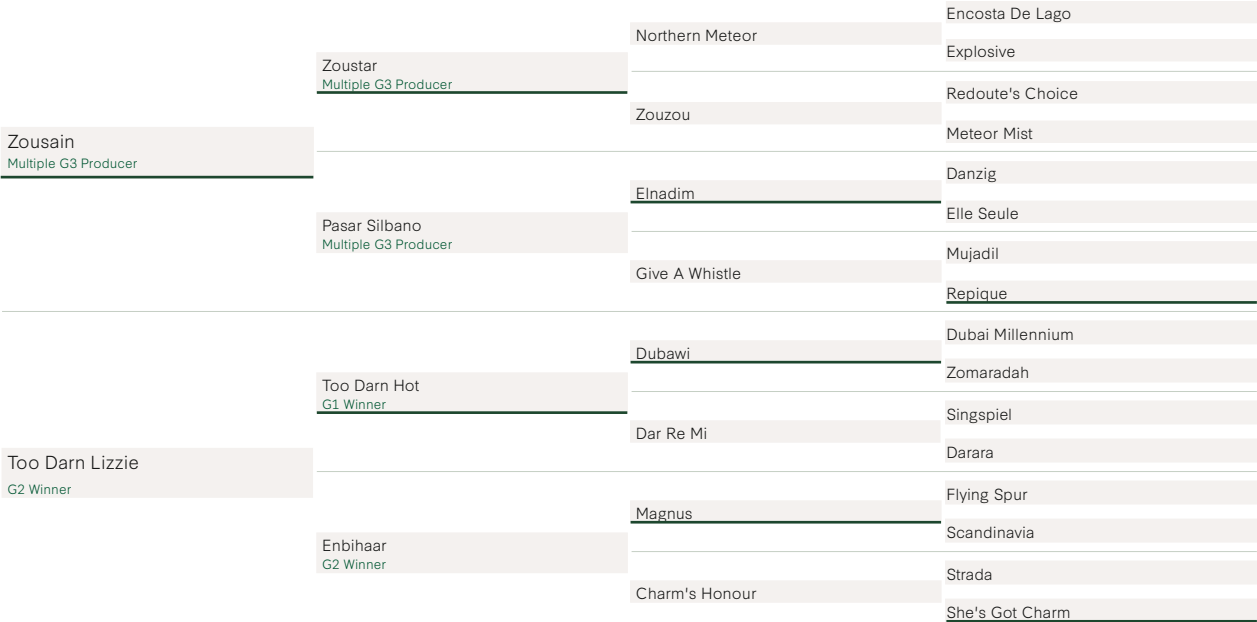 Encosta De Lago
Northern Meteor
Explosive
Zoustar
Multiple G3 Producer
Redoute's Choice
Zouzou
Meteor Mist
Zousain
Multiple G3 Producer
Danzig
Elnadim
Elle Seule
Pasar Silbano
Multiple G3 Producer
Mujadil
Give A Whistle
Repique
Dubai Millennium
Dubawi
Zomaradah
Too Darn Hot
G1 Winner
Singspiel
Dar Re Mi
Darara
Too Darn Lizzie
G2 Winner
Flying Spur
Magnus
Scandinavia
Enbihaar
G2 Winner
Strada
Charm's Honour
She's Got Charm